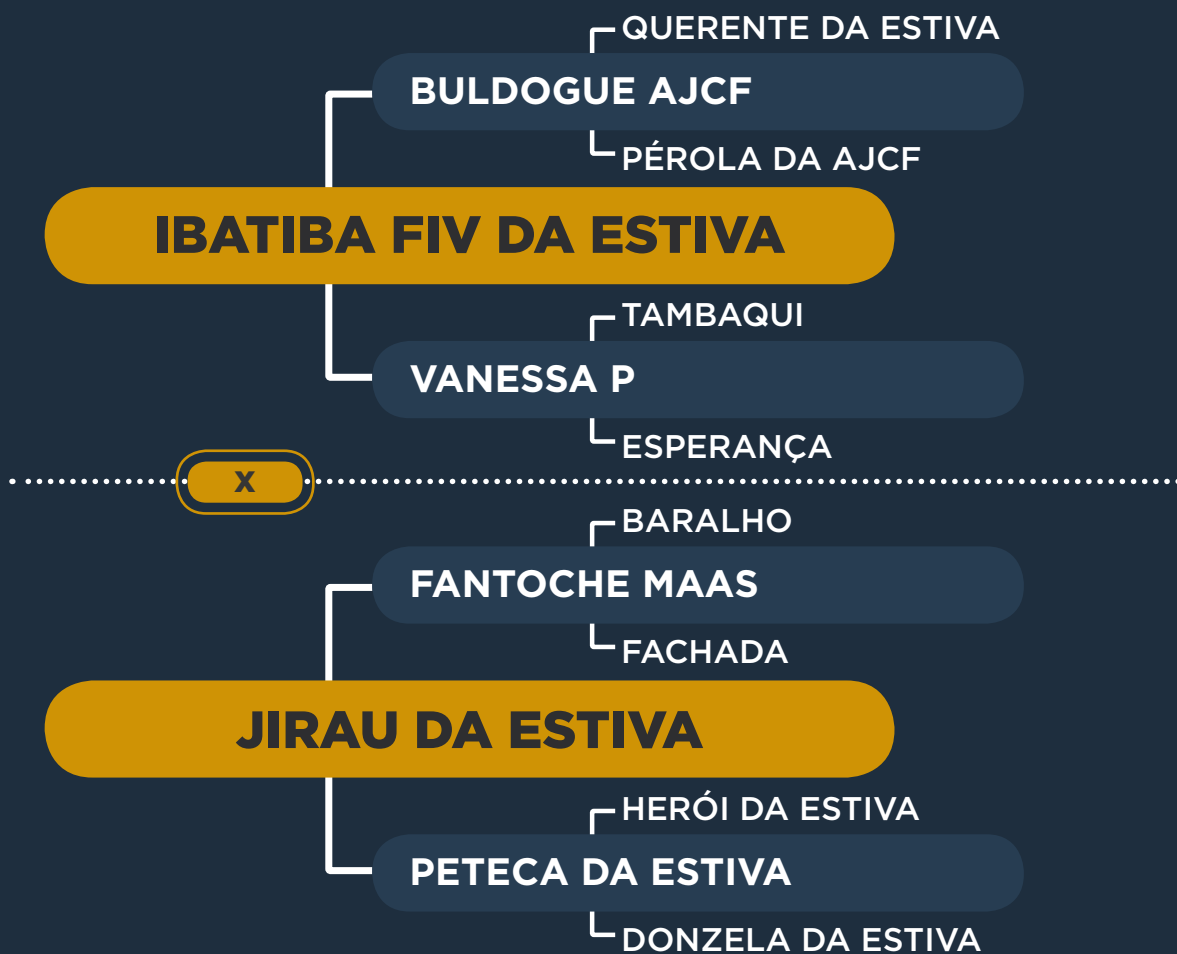 QUERENTE DA ESTIVA
BULDOGUE AJCF
PÉROLA DA AJCF
IBATIBA FIV DA ESTIVA
TAMBAQUI
VANESSA P
ESPERANÇA
X
BARALHO
FANTOCHE MAAS
FACHADA
JIRAU DA ESTIVA
HERÓI DA ESTIVA
PETECA DA ESTIVA
DONZELA DA ESTIVA